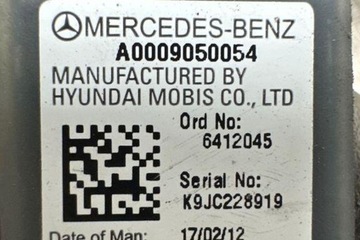 MERCEDES-BENZ
A0009050054
MANUFACTURED BY
HYUNDAI MOBIS CO., LTD
Ord No:
6412045
Serial No:
K9JC228919
Date of Man: 17/02/12